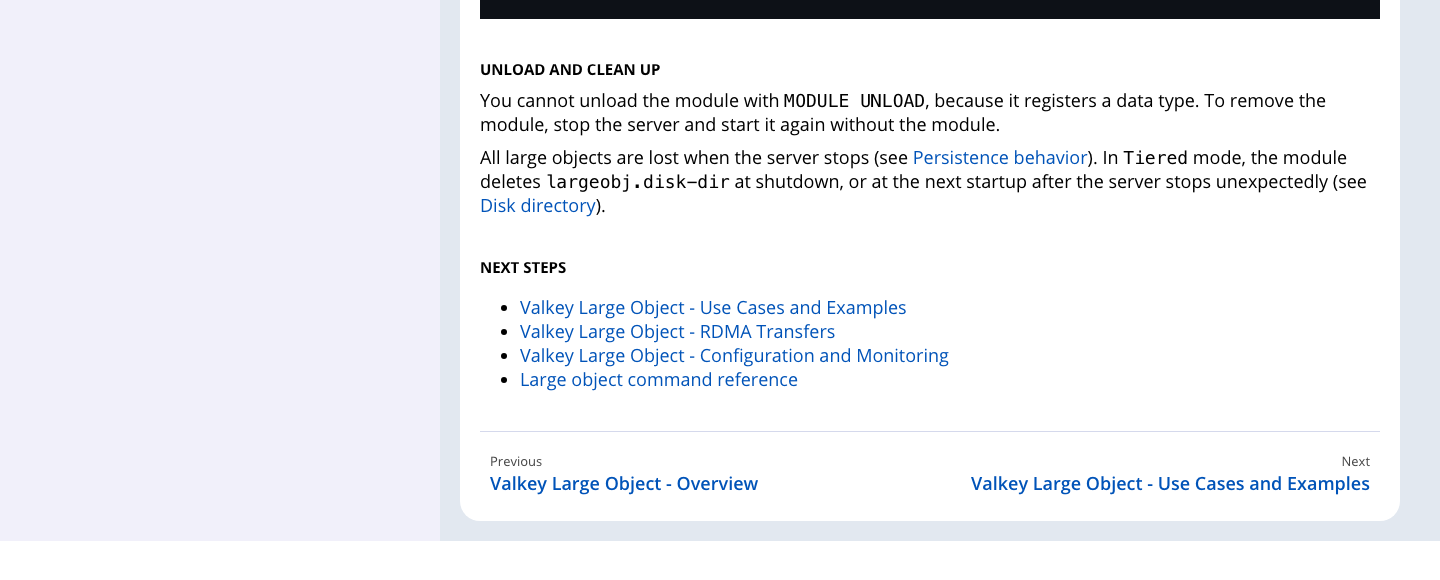 UNLOAD AND CLEAN UP
You cannot unload the module with MODULE UNLOAD, because it registers a data type. To remove the
module, stop the server and start it again without the module.
All large objects are lost when the server stops (see Persistence behavior). In Tiered mode, the module
deletes largeobj.disk-dir at shutdown, or at the next startup after the server stops unexpectedly (see
Disk directory).
NEXT STEPS
• Valkey Large Object - Use Cases and Examples
• Valkey Large Object - RDMA Transfers
• Valkey Large Object - Configuration and Monitoring
• Large object command reference
Previous
Valkey Large Object - Overview
Next
Valkey Large Object - Use Cases and Examples